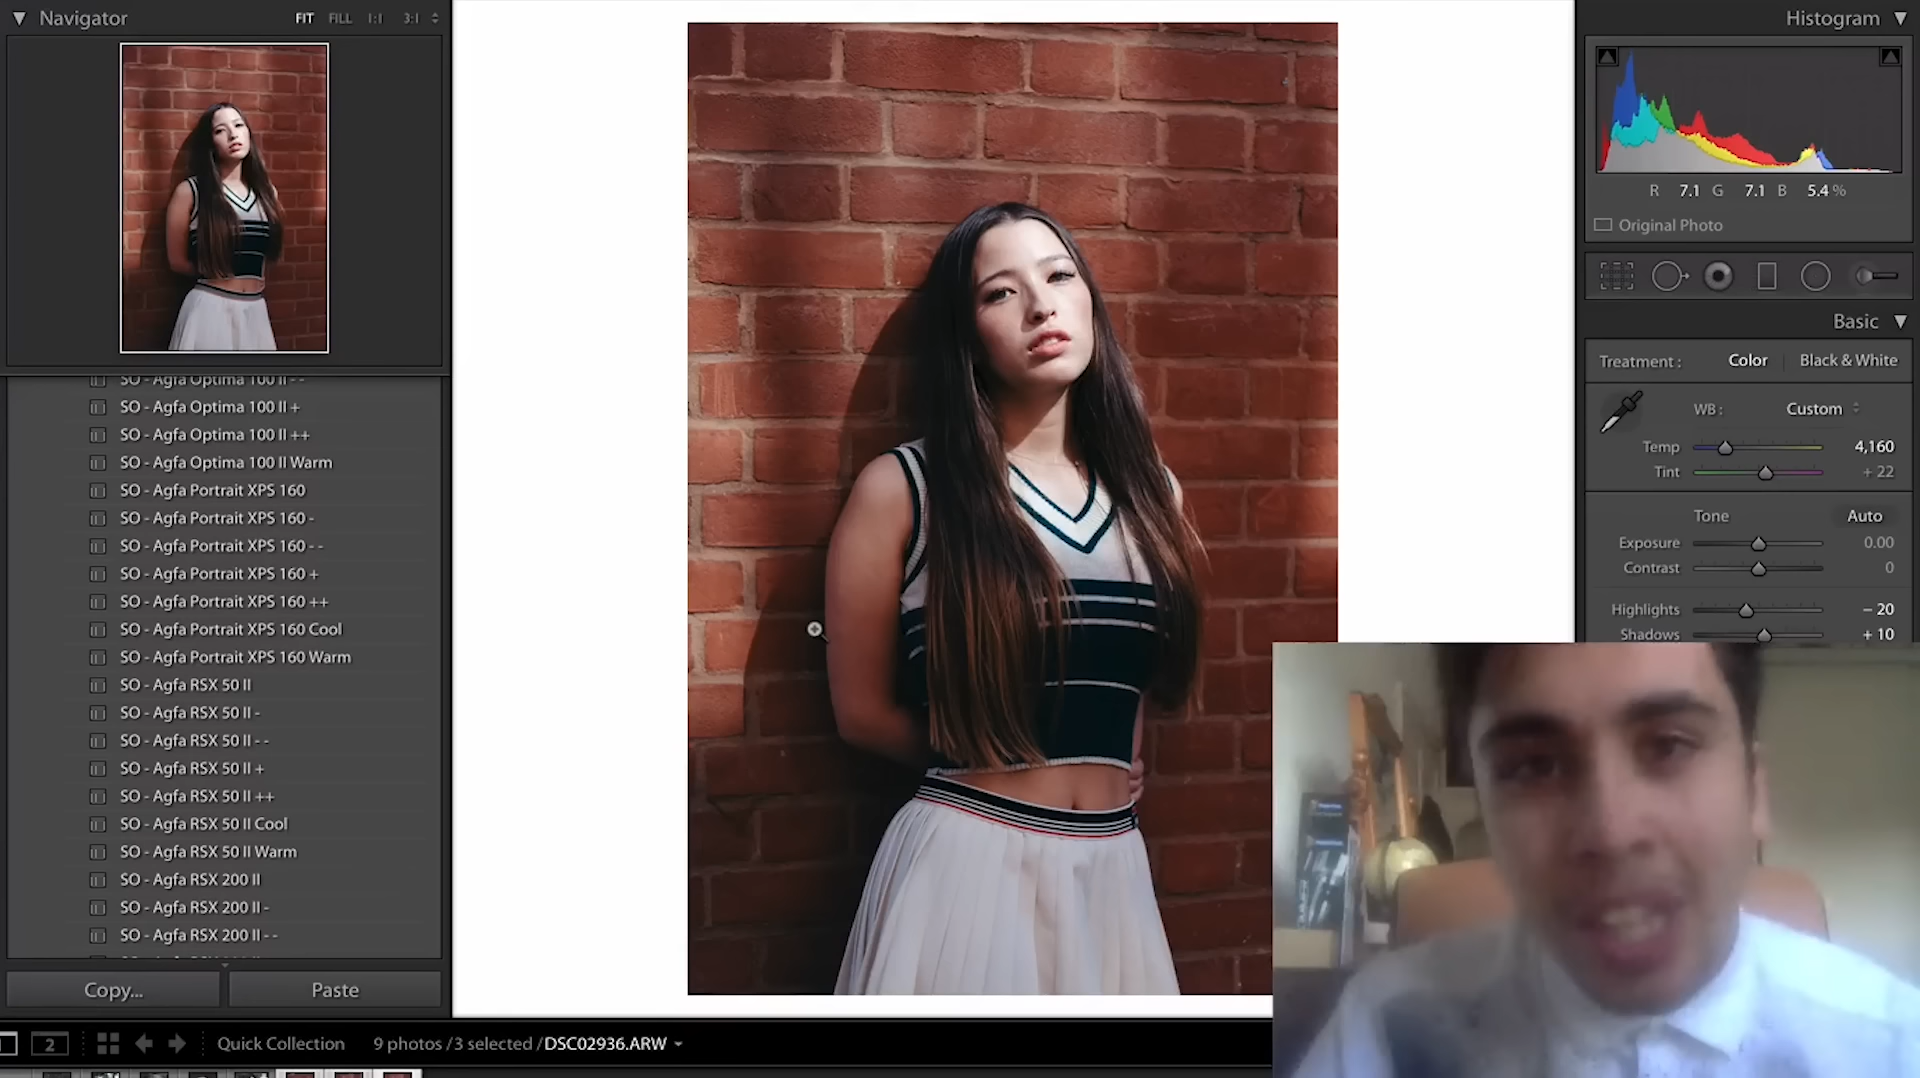 Navigator
FIT FILL 1:1 3:1
SO - Agfa Optima 100 II - -
SO - Agfa Optima 100 II +
SO - Agfa Optima 100 II ++
SO - Agfa Optima 100 II Warm
SO - Agfa Portrait XPS 160
SO - Agfa Portrait XPS 160 -
SO - Agfa Portrait XPS 160 - -
SO - Agfa Portrait XPS 160 +
SO - Agfa Portrait XPS 160 ++
SO - Agfa Portrait XPS 160 Cool
SO - Agfa Portrait XPS 160 Warm
SO - Agfa RSX 50 II
SO - Agfa RSX 50 II -
SO - Agfa RSX 50 II - -
SO - Agfa RSX 50 II +
SO - Agfa RSX 50 II ++
SO - Agfa RSX 50 II Cool
SO - Agfa RSX 50 II Warm
SO - Agfa RSX 200 II
SO - Agfa RSX 200 II -
SO - Agfa RSX 200 II - -
Copy... Paste
2 Quick Collection 9 photos /3 selected /DSC02936.ARW
Histogram
R 7.1 G 7.1 B 5.4 %
Original Photo
Basic
Treatment : Color Black & White
WB : Custom
Temp 4,160
Tint + 22
Tone Auto
Exposure 0.00
Contrast 0
Highlights – 20
Shadows + 10